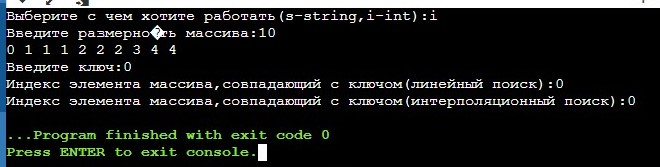 Выберите с чем хотите работать(s-string,i-int):i
Введите размерно�ть массива:10
0 1 1 1 2 2 2 3 4 4
Введите ключ:0
Индекс элемента массива,совпадающий с ключом(линейный поиск):0
Индекс элемента массива,совпадающий с ключом(интерполяционный поиск):0
...Program finished with exit code 0
Press ENTER to exit console.